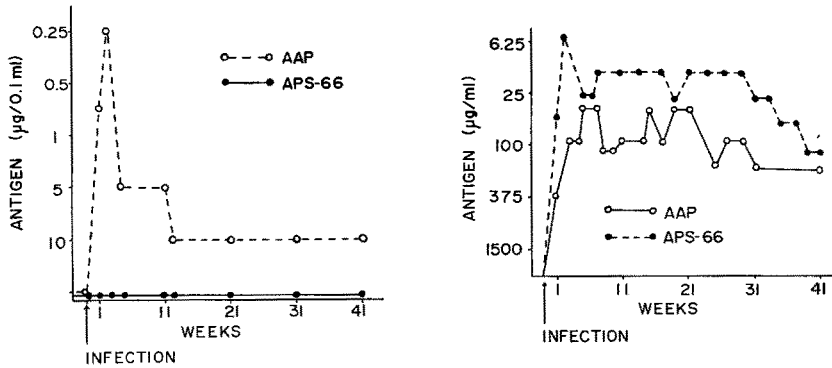 ANTIGEN (µg/0.1ml)
0.25
0.5
1
5
10
AAP
APS-66
1 11 21 31 41
WEEKS
INFECTION
ANTIGEN (µg/ml)
6.25
25
100
375
1500
AAP
APS-66
1 11 21 31 41
WEEKS
INFECTION